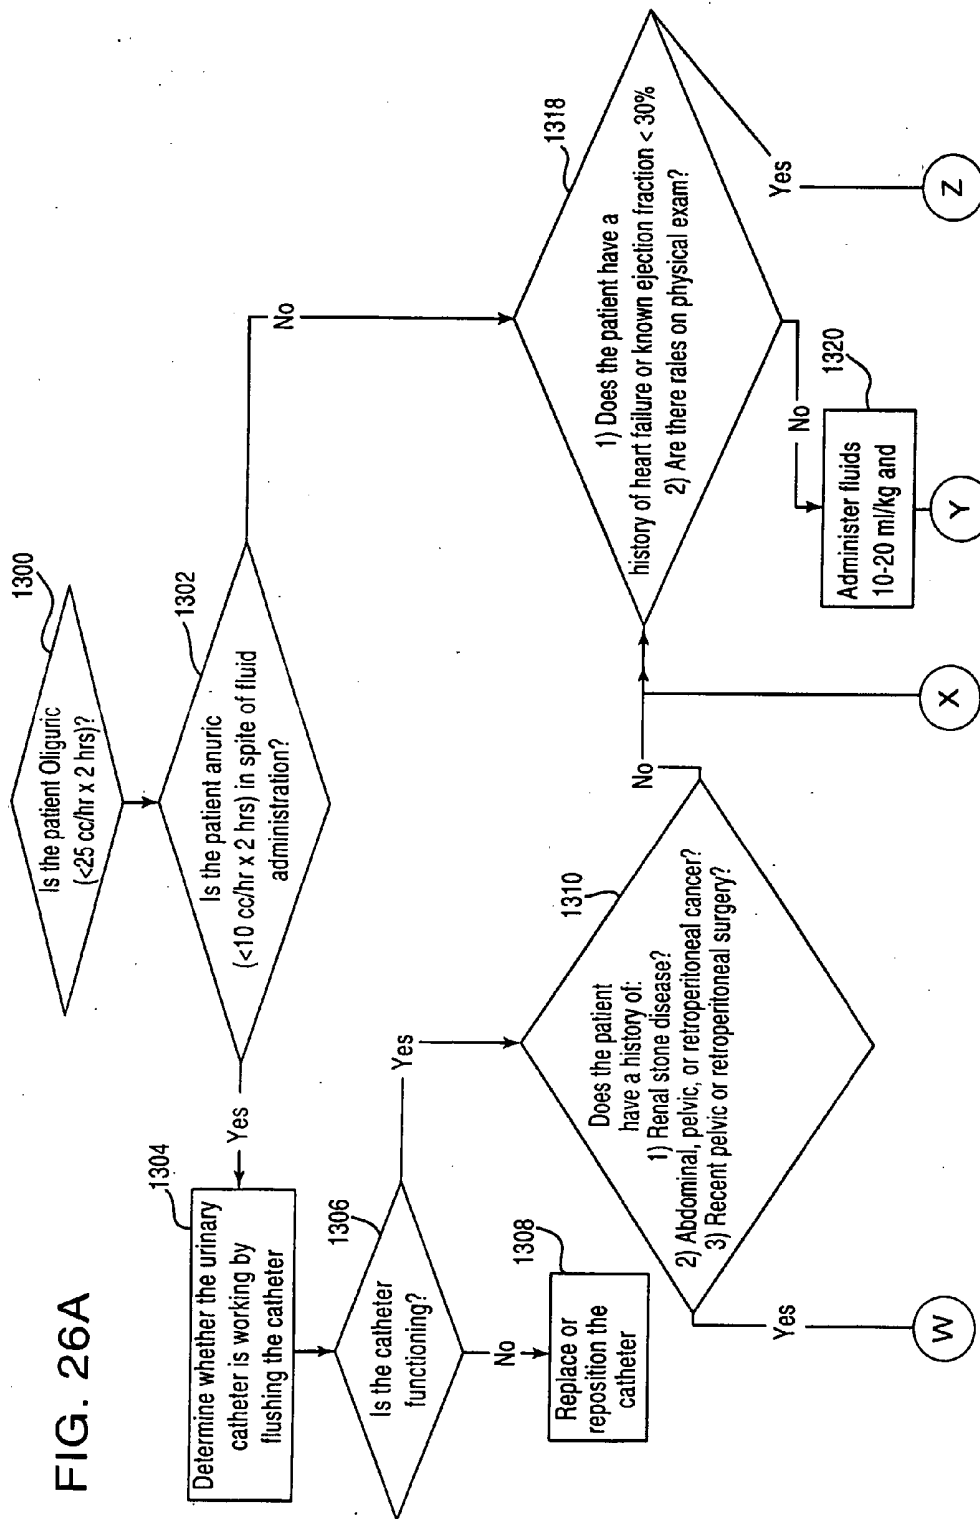 FIG. 26A
1300
Is the patient Oliguric
(<25 cc/hr x 2 hrs)?
1302
Is the patient anuric
(<10 cc/hr x 2 hrs) in spite of fluid
administration?
Yes
No
1304
Determine whether the urinary
catheter is working by
flushing the catheter
1306
Is the catheter
functioning?
Yes
No
1308
Replace or
reposition the
catheter
1310
Does the patient
have a history of:
1) Renal stone disease?
2) Abdominal, pelvic, or retroperitoneal cancer?
3) Recent pelvic or retroperitoneal surgery?
Yes
No
1318
1) Does the patient have a
history of heart failure or known ejection fraction < 30%
2) Are there rales on physical exam?
No
Yes
1320
Administer fluids
10-20 ml/kg and
W
X
Y
Z